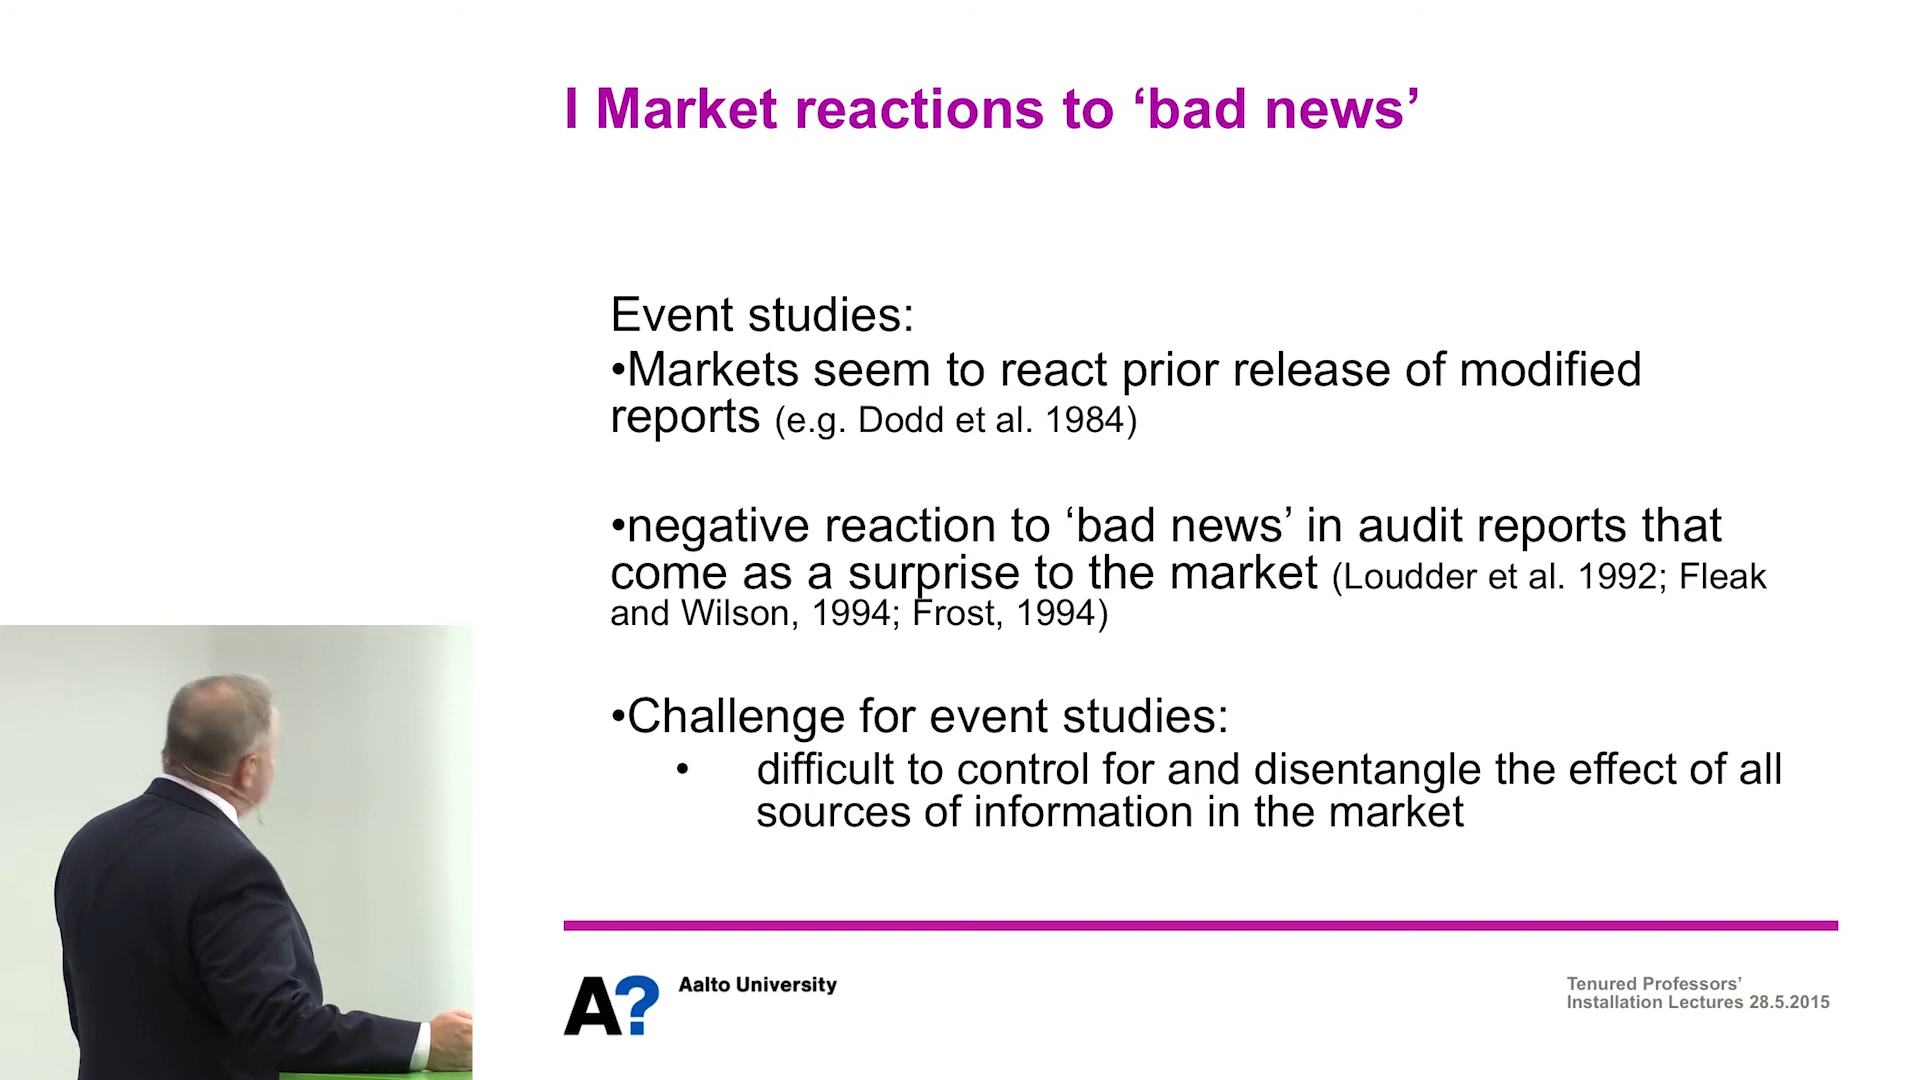 I Market reactions to ‘bad news’
Event studies:
•Markets seem to react prior release of modified
reports (e.g. Dodd et al. 1984)
•negative reaction to ‘bad news’ in audit reports that
come as a surprise to the market (Loudder et al. 1992; Fleak
and Wilson, 1994; Frost, 1994)
•Challenge for event studies:
• difficult to control for and disentangle the effect of all
sources of information in the market
A? Aalto University
Tenured Professors’
Installation Lectures 28.5.2015